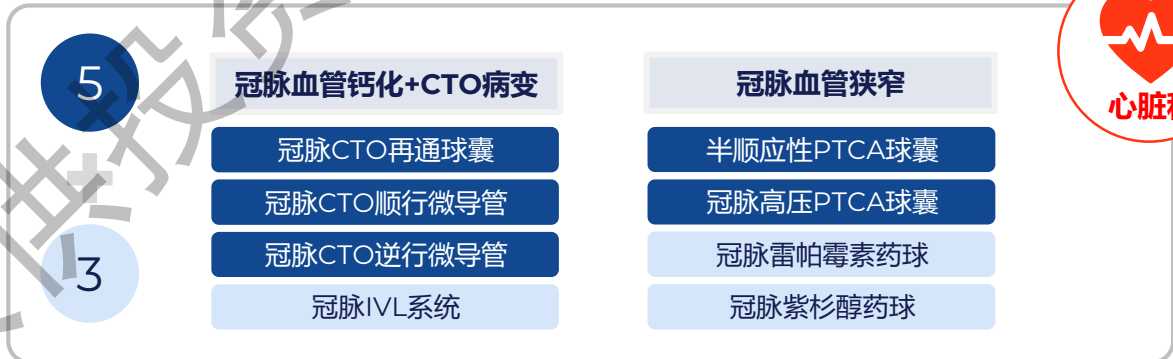 5
3
冠脉血管钙化+CTO病变
冠脉CTO再通球囊
冠脉CTO顺行微导管
冠脉CTO逆行微导管
冠脉IVL系统
冠脉血管狭窄
半顺应性PTCA球囊
冠脉高压PTCA球囊
冠脉雷帕霉素药球
冠脉紫杉醇药球
心脏
供投资